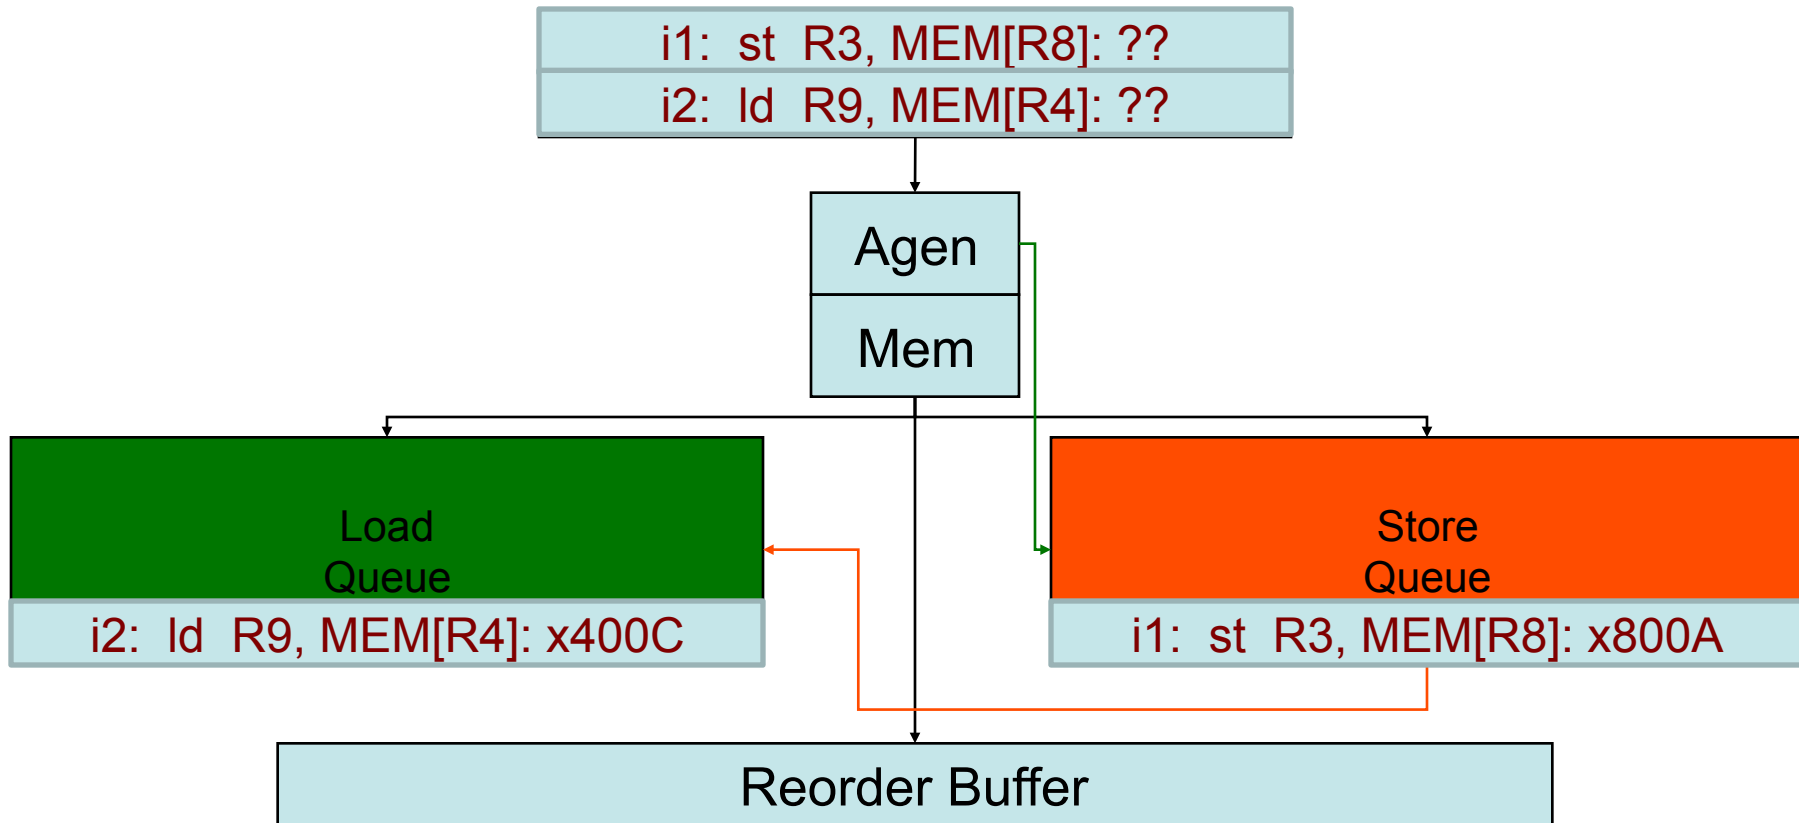 i1: st R3, MEM[R8]: ??
i2: ld R9, MEM[R4]: ??
Agen
Mem
Load
Queue
i2: ld R9, MEM[R4]: x400C
Store
Queue
i1: st R3, MEM[R8]: x800A
Reorder Buffer